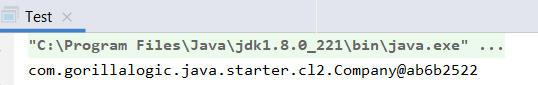 Test ×
"C:\Program Files\Java\jdk1.8.0_221\bin\java.exe" ...
com.gorillalogic.java.starter.cl2.Company@ab6b2522